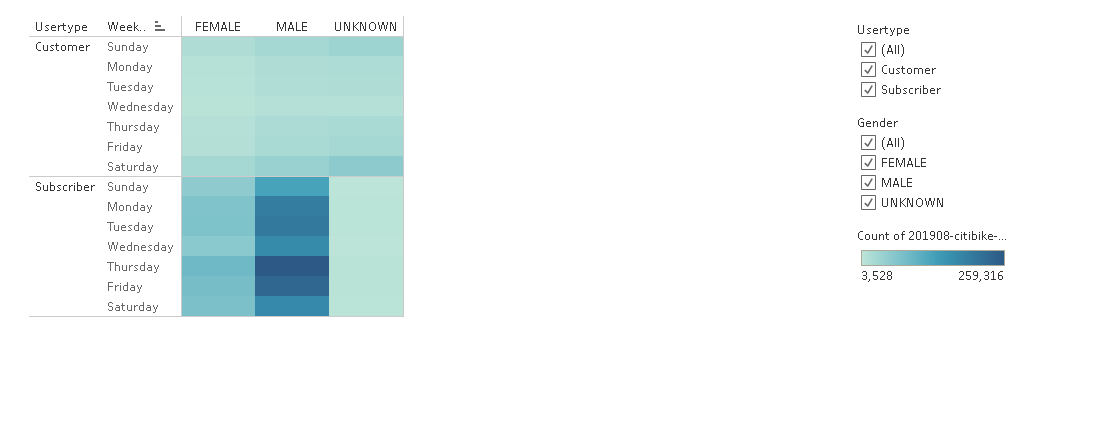 Usertype Week.. FEMALE MALE UNKNOWN
Customer Sunday
Monday
Tuesday
Wednesday
Thursday
Friday
Saturday
Subscriber Sunday
Monday
Tuesday
Wednesday
Thursday
Friday
Saturday
Usertype
(All)
Customer
Subscriber
Gender
(All)
FEMALE
MALE
UNKNOWN
Count of 201908-citibike-...
3,528 259,316